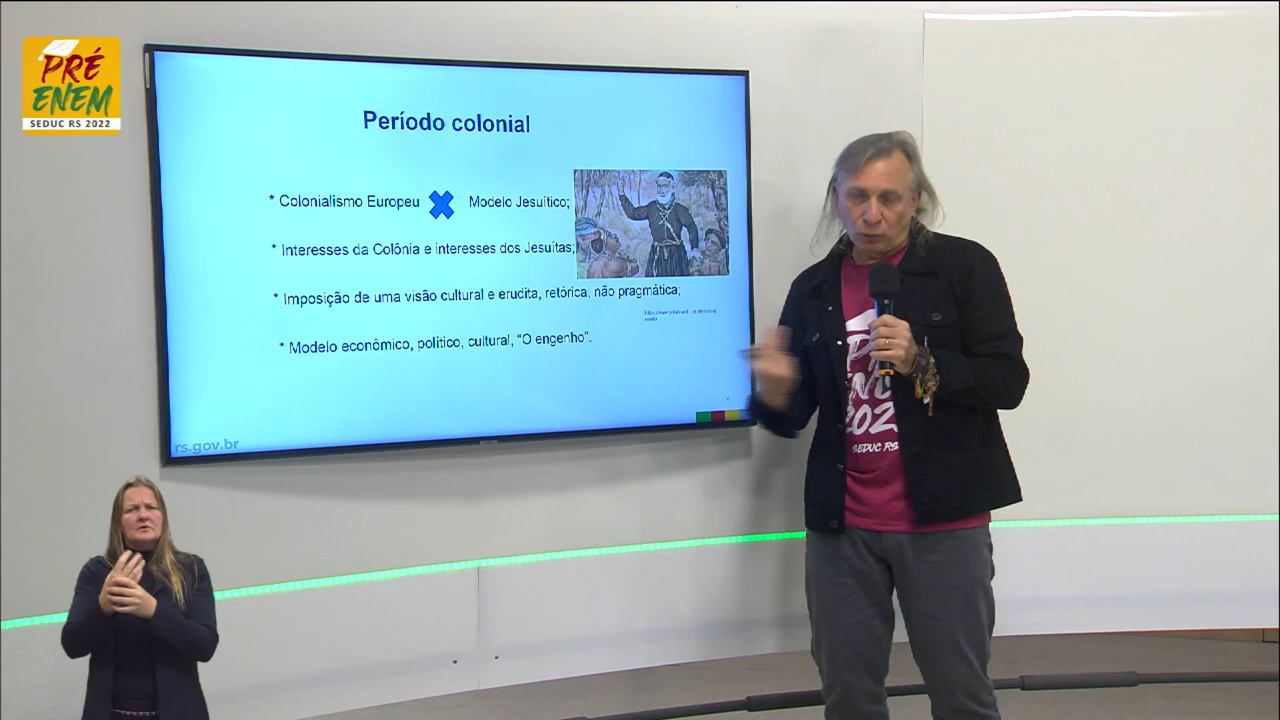 PRÉ
ENEM
SEDUC RS 2022
Período colonial
* Colonialismo Europeu Modelo Jesuítico;
* Interesses da Colônia e interesses dos Jesuítas;
* Imposição de uma visão cultural e erudita, retórica, não pragmática;
* Modelo econômico, político, cultural, “O engenho”.
rs.gov.br
202
SEDUC RS